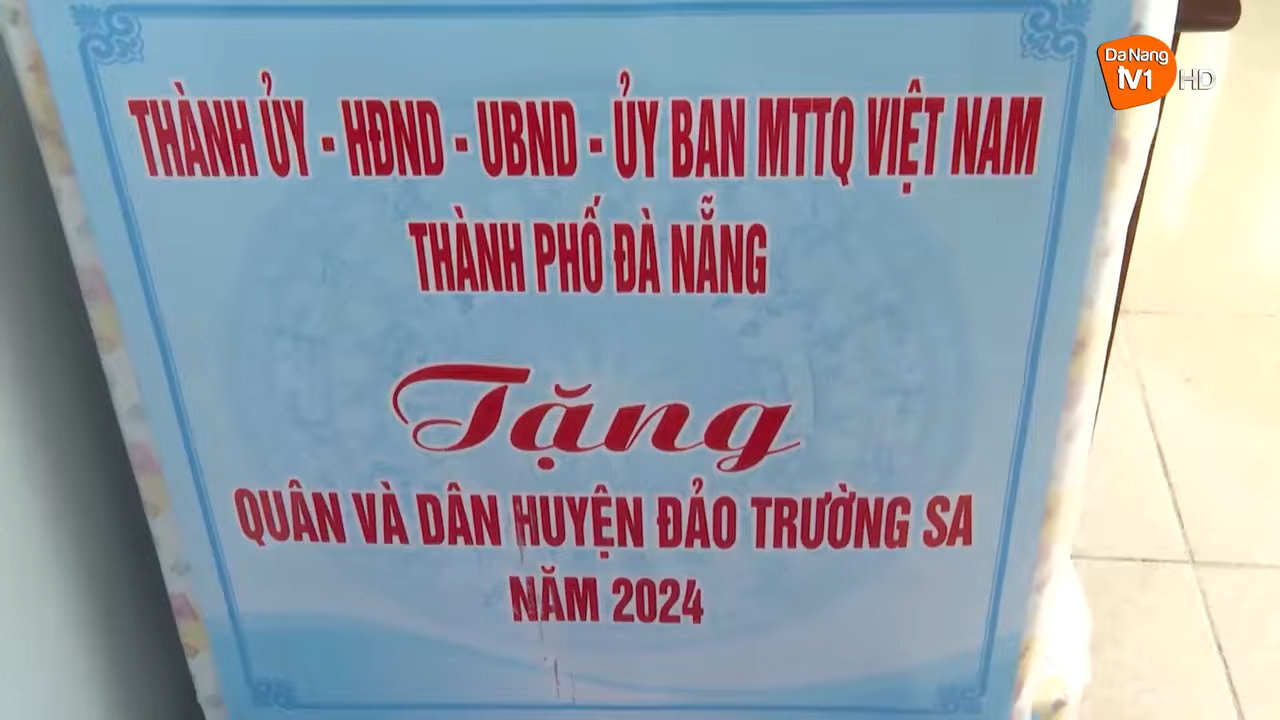 Da Nang
tv1 HD
THÀNH ỦY - HĐND - UBND - ỦY BAN MTTQ VIỆT NAM
THÀNH PHỐ ĐÀ NẴNG
Tặng
QUÂN VÀ DÂN HUYỆN ĐẢO TRƯỜNG SA
NĂM 2024